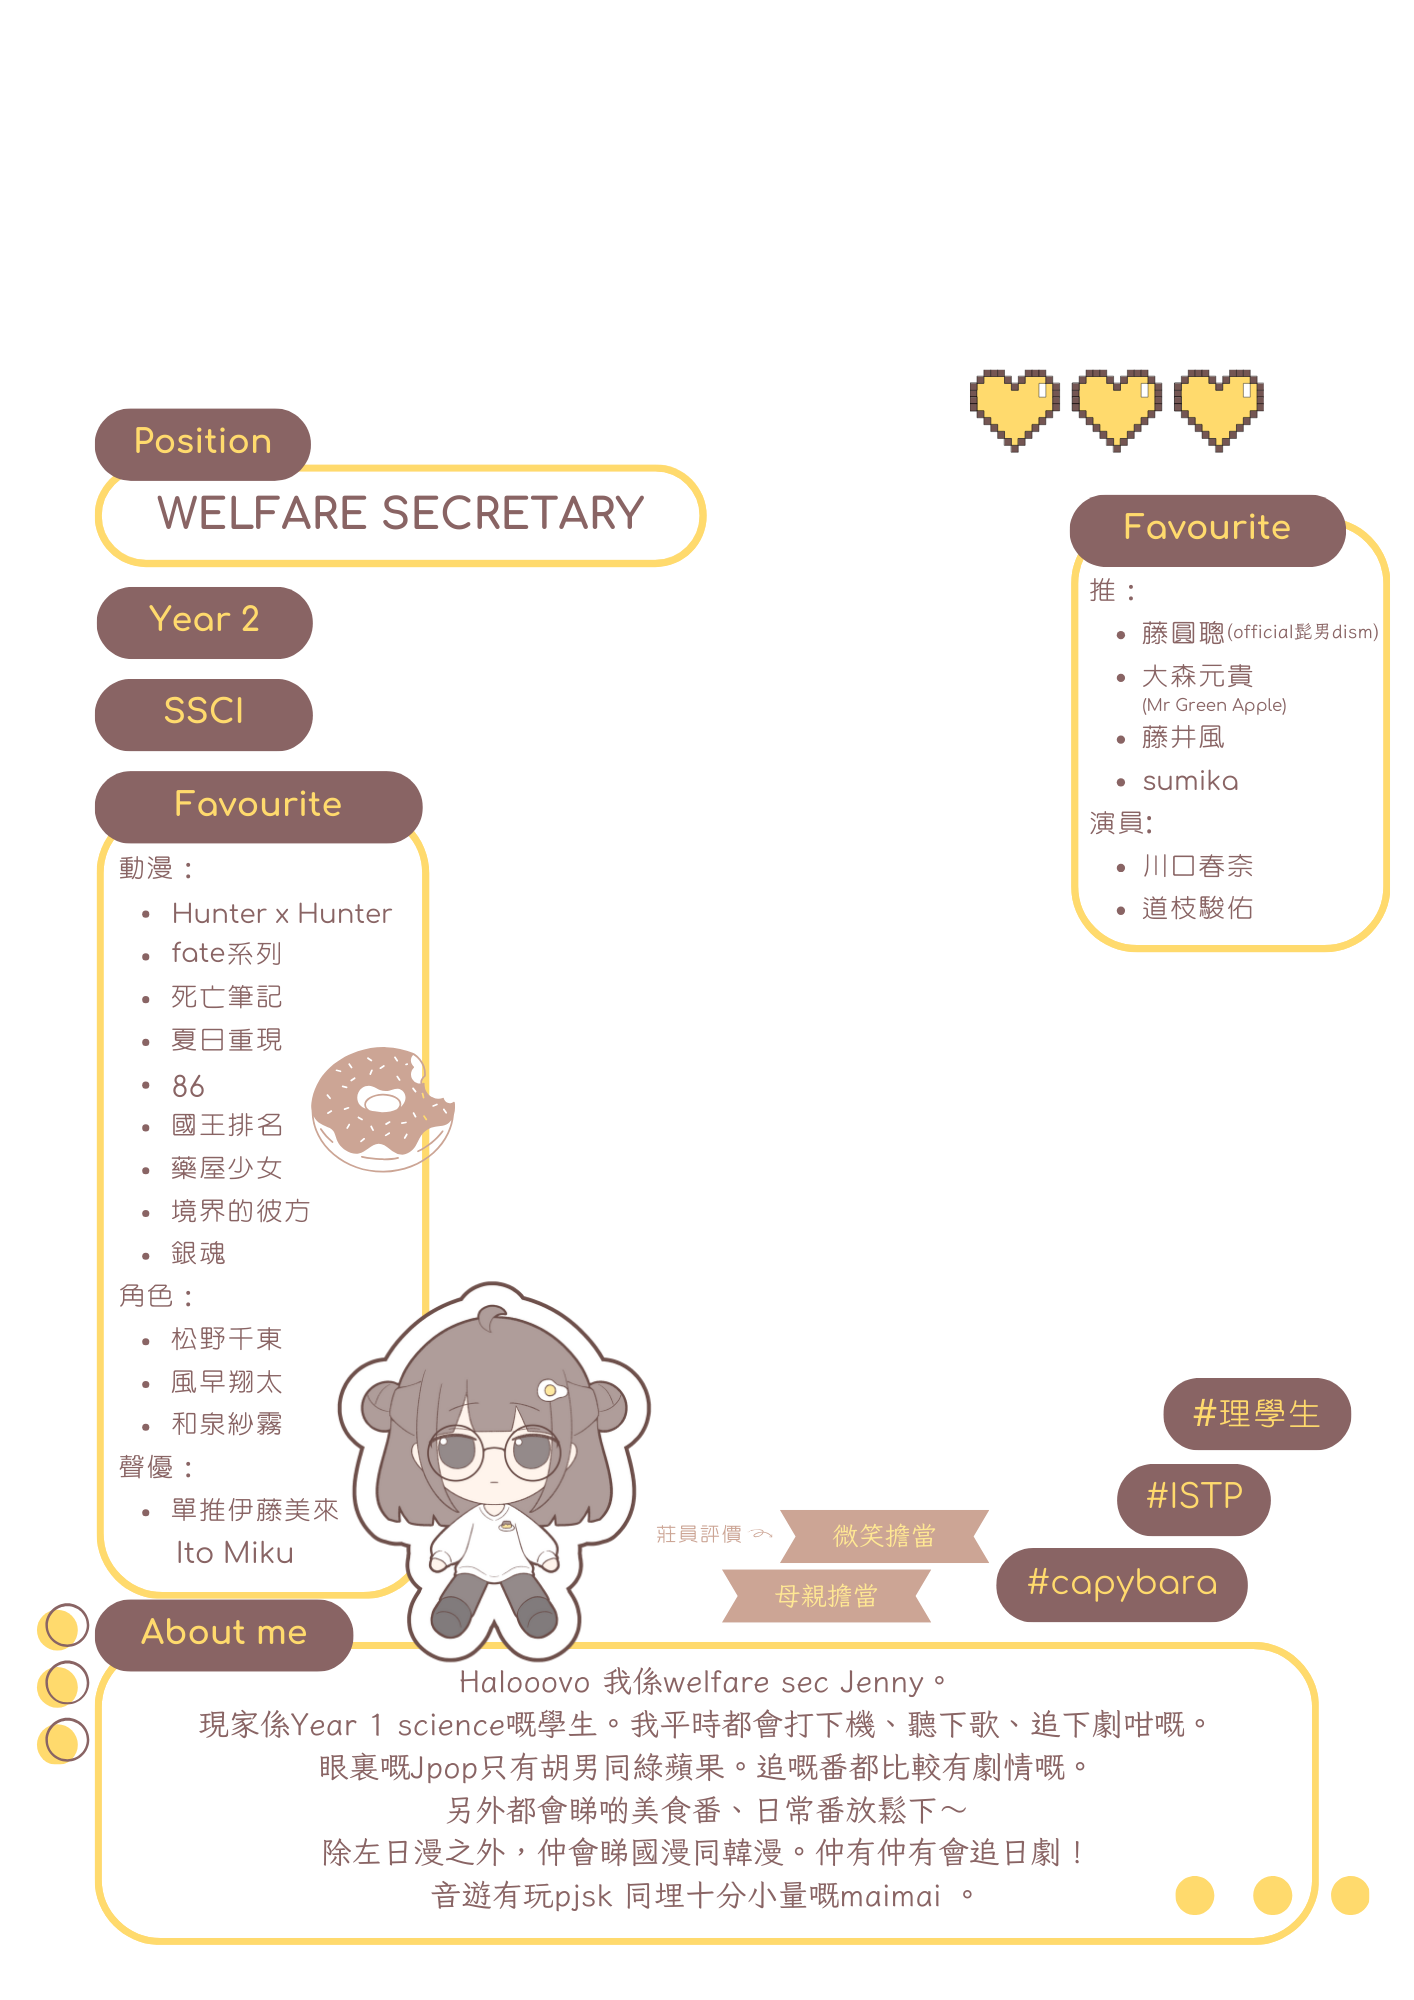 Position
WELFARE SECRETARY
Year 2
SSCI
Favourite
動漫：
Hunter x Hunter
fate系列
死亡筆記
夏日重現
86
國王排名
藥屋少女
境界的彼方
銀魂
角色：
松野千東
風早翔太
和泉紗霧
聲優：
單推伊藤美來
Ito Miku
Favourite
推：
藤圓聰(official髭男dism)
大森元貴
(Mr Green Apple)
藤井風
sumika
演員:
川口春奈
道枝駿佑
#理學生
#ISTP
#capybara
莊員評價
微笑擔當
母親擔當
About me
Halooovo 我係welfare sec Jenny。
現家係Year 1 science嘅學生。我平時都會打下機、聽下歌、追下劇咁嘅。
眼裏嘅Jpop只有胡男同綠蘋果。追嘅番都比較有劇情嘅。
另外都會睇啲美食番、日常番放鬆下～
除左日漫之外，仲會睇國漫同韓漫。仲有仲有會追日劇！
音遊有玩pjsk 同埋十分小量嘅maimai 。